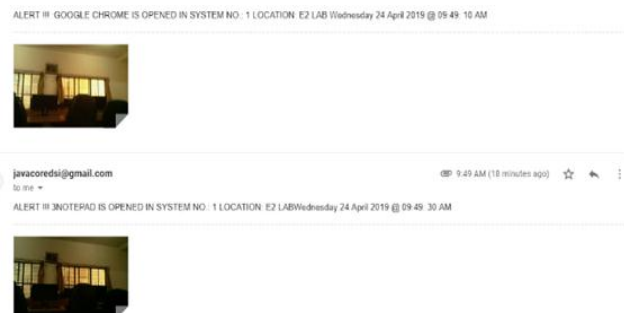 ALERT !!! GOOGLE CHROME IS OPENED IN SYSTEM NO.: 1 LOCATION: E2 LAB Wednesday 24 April 2019 @ 09:49: 10 AM
javacoredsi@gmail.com
9:49 AM (18 minutes ago)
to me
ALERT !!! 3NOTEPAD IS OPENED IN SYSTEM NO.: 1 LOCATION: E2 LABWednesday 24 April 2019 @ 09:49: 30 AM